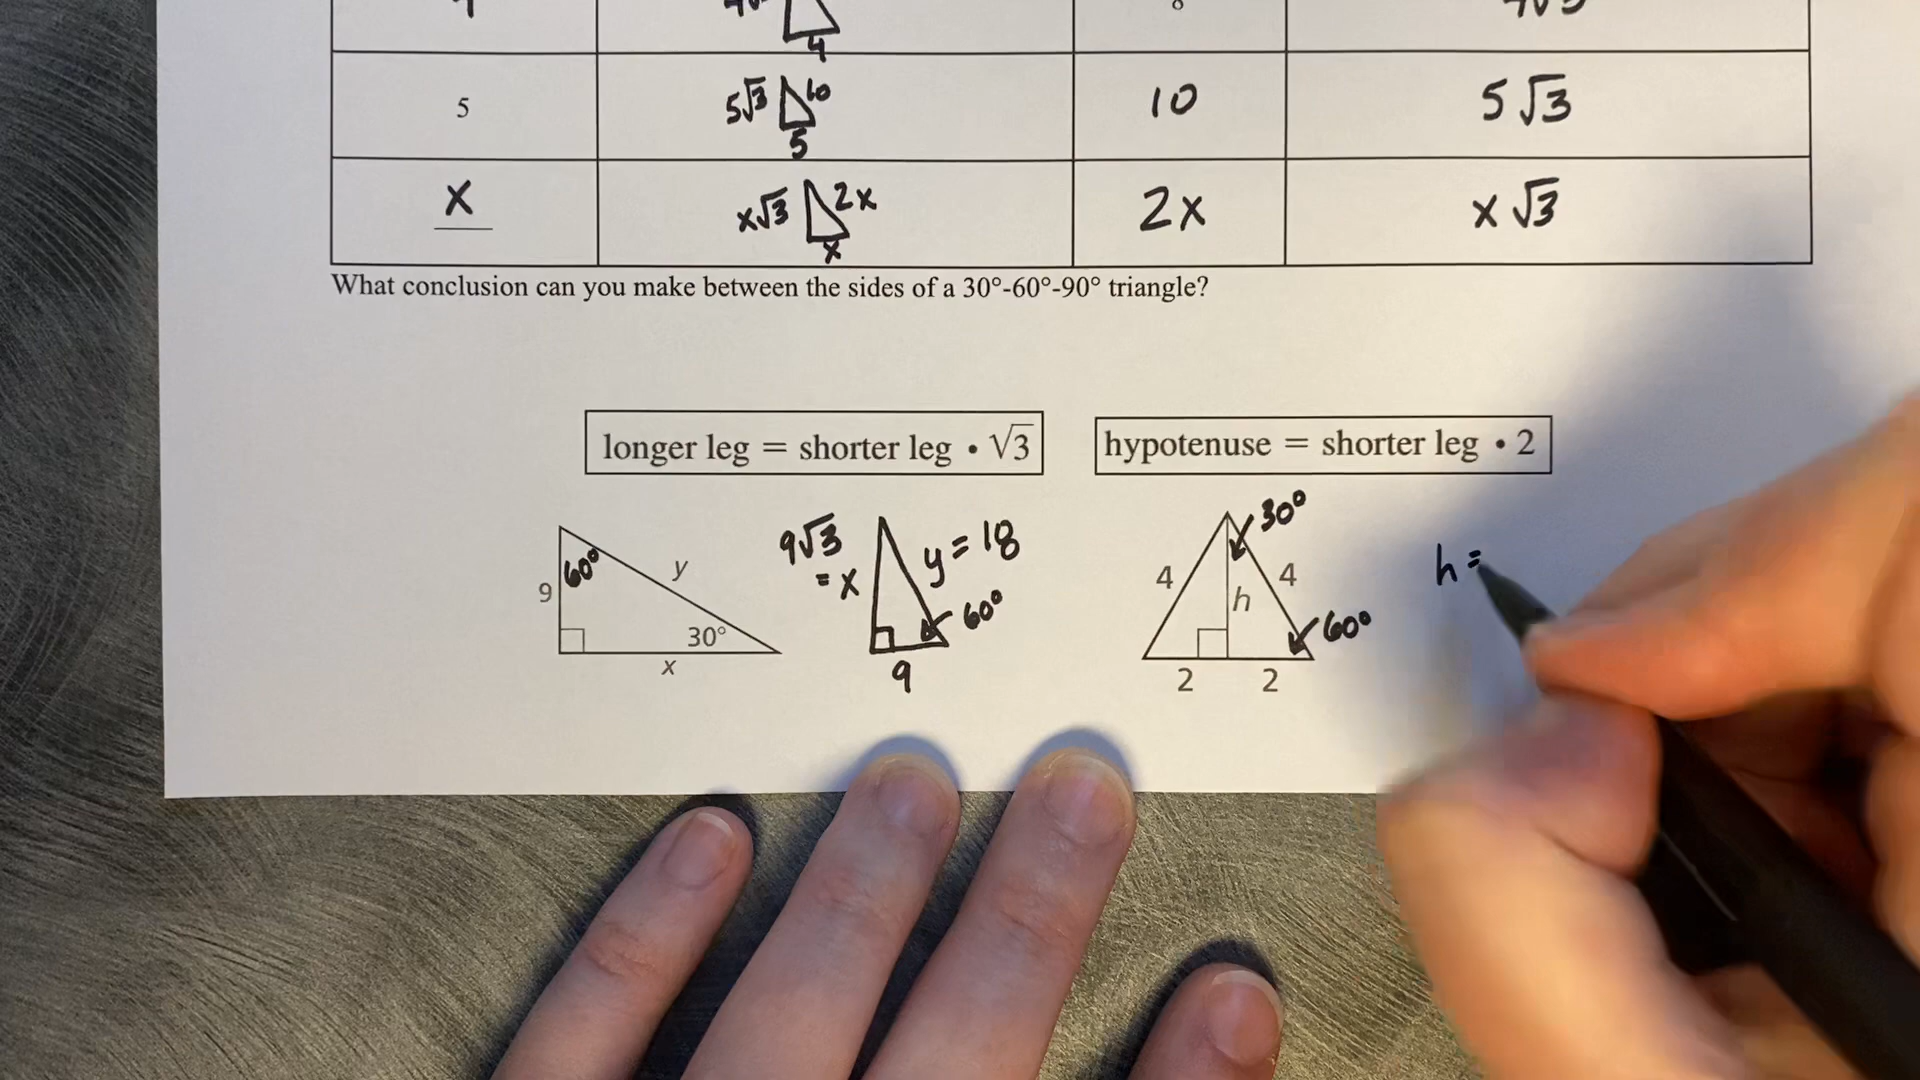 4
5 5√3 10 5 10 5√3
x x√3 2x x 2x x√3
What conclusion can you make between the sides of a 30°-60°-90° triangle?
longer leg = shorter leg • √3 hypotenuse = shorter leg • 2
9 60° y 30° x
9√3 = x y = 18 60° 9
30° 4 4 h 60° 2 2
h =